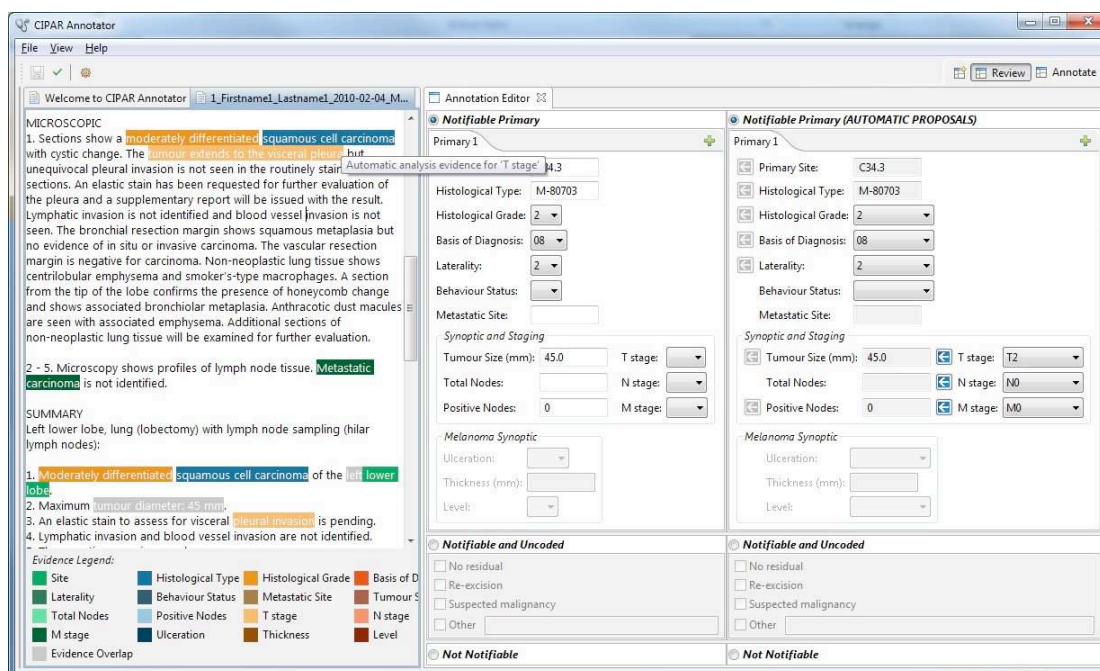 CIPAR Annotator
File View Help
Review Annotate
Welcome to CIPAR Annotator 1_Firstname1_Lastname1_2010-02-04_M...
Annotation Editor
MICROSCOPIC
1. Sections show a moderately differentiated squamous cell carcinoma
with cystic change. The tumour extends to the visceral pleura but
unequivocal pleural invasion is not seen in the routinely stain
sections. An elastic stain has been requested for further evaluation of
the pleura and a supplementary report will be issued with the result.
Lymphatic invasion is not identified and blood vessel invasion is not
seen. The bronchial resection margin shows squamous metaplasia but
no evidence of in situ or invasive carcinoma. The vascular resection
margin is negative for carcinoma. Non-neoplastic lung tissue shows
centrilobular emphysema and smoker's-type macrophages. A section
from the tip of the lobe confirms the presence of honeycomb change
and shows associated bronchiolar metaplasia. Anthracotic dust macules
are seen with associated emphysema. Additional sections of
non-neoplastic lung tissue will be examined for further evaluation.
2 - 5. Microscopy shows profiles of lymph node tissue. Metastatic
carcinoma is not identified.
SUMMARY
Left lower lobe, lung (lobectomy) with lymph node sampling (hilar
lymph nodes):
1. Moderately differentiated squamous cell carcinoma of the left lower
lobe.
2. Maximum tumour diameter: 45 mm.
3. An elastic stain to assess for visceral pleural invasion is pending.
4. Lymphatic invasion and blood vessel invasion are not identified.
Automatic analysis evidence for 'T stage'
Evidence Legend:
Site Histological Type Histological Grade Basis of D
Laterality Behaviour Status Metastatic Site Tumour S
Total Nodes Positive Nodes T stage N stage
M stage Ulceration Thickness Level
Evidence Overlap
Notifiable Primary
Primary 1
34.3
Histological Type: M-80703
Histological Grade: 2
Basis of Diagnosis: 08
Laterality: 2
Behaviour Status:
Metastatic Site:
Synoptic and Staging
Tumour Size (mm): 45.0 T stage:
Total Nodes: N stage:
Positive Nodes: 0 M stage:
Melanoma Synoptic
Ulceration:
Thickness (mm):
Level:
Notifiable and Uncoded
No residual
Re-excision
Suspected malignancy
Other
Not Notifiable
Notifiable Primary (AUTOMATIC PROPOSALS)
Primary 1
Primary Site: C34.3
Histological Type: M-80703
Histological Grade: 2
Basis of Diagnosis: 08
Laterality: 2
Behaviour Status:
Metastatic Site:
Synoptic and Staging
Tumour Size (mm): 45.0 T stage: T2
Total Nodes: N stage: N0
Positive Nodes: 0 M stage: M0
Melanoma Synoptic
Ulceration:
Thickness (mm):
Level:
Notifiable and Uncoded
No residual
Re-excision
Suspected malignancy
Other
Not Notifiable